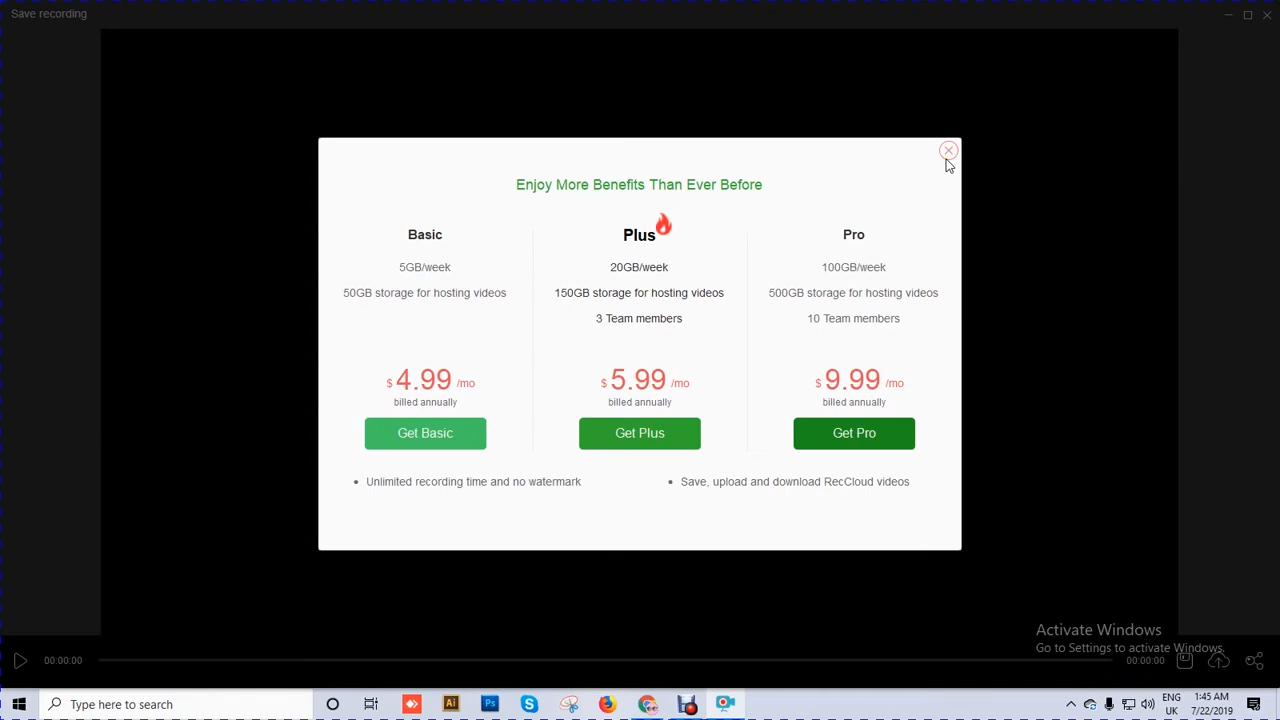 Save recording
Enjoy More Benefits Than Ever Before
Basic
5GB/week
50GB storage for hosting videos
$ 4.99 /mo
billed annually
Get Basic
Plus
20GB/week
150GB storage for hosting videos
3 Team members
$ 5.99 /mo
billed annually
Get Plus
Pro
100GB/week
500GB storage for hosting videos
10 Team members
$ 9.99 /mo
billed annually
Get Pro
• Unlimited recording time and no watermark
• Save, upload and download RecCloud videos
Activate Windows
Go to Settings to activate Windows.
00:00:00
00:00:00
Type here to search
Ai
Ps
ENG
UK
1:45 AM
7/22/2019